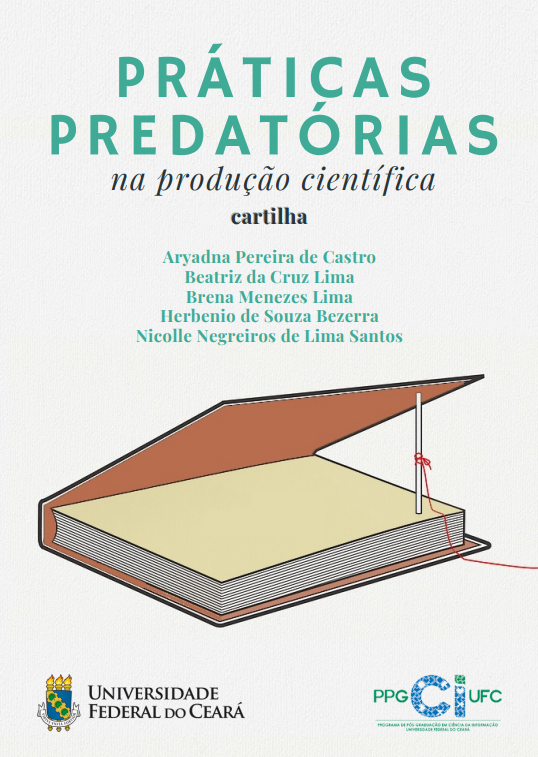 PRÁTICAS
PREDATÓRIAS
na produção científica
cartilha
Aryadna Pereira de Castro
Beatriz da Cruz Lima
Brena Menezes Lima
Herbenio de Souza Bezerra
Nicolle Negreiros de Lima Santos
UNIVERSIDADE
FEDERAL DO CEARÁ
PPG Ci UFC
PROGRAMA DE PÓS-GRADUAÇÃO EM CIÊNCIA DA INFORMAÇÃO
UNIVERSIDADE FEDERAL DO CEARÁ